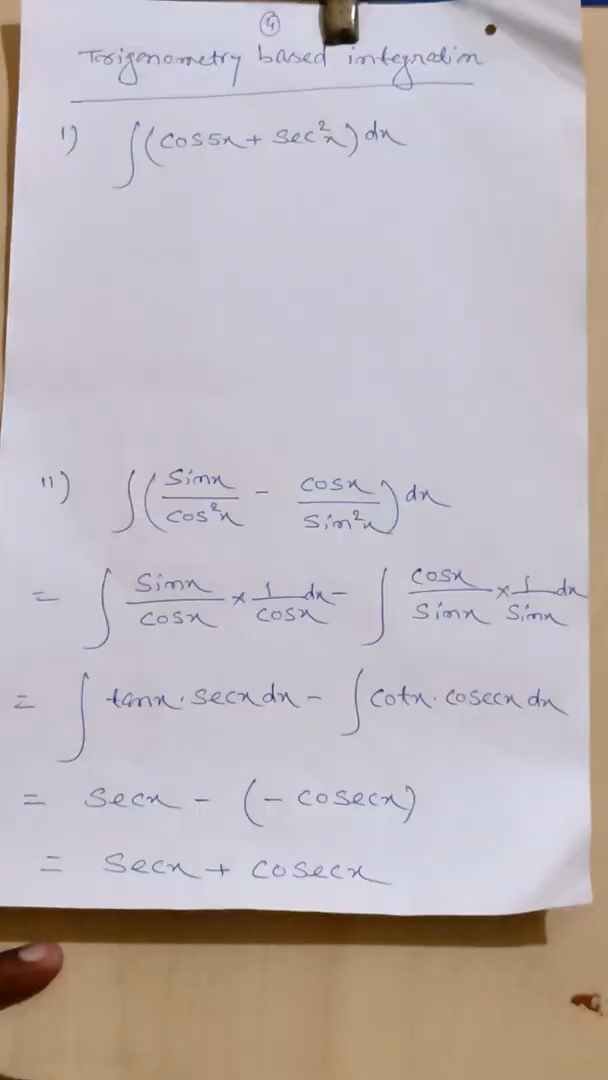 4
Trigonometry based integration
1) ∫(cos5x + sec²x) dx
11) ∫(sinx/cos²x - cosx/sin²x) dx
= ∫ sinx/cosx × 1/cosx dx - ∫ cosx/sinx × 1/sinx dx
= ∫ tanx . secx dx - ∫ cotx . cosecx dx
= secx - (- cosecx)
= secx + cosecx